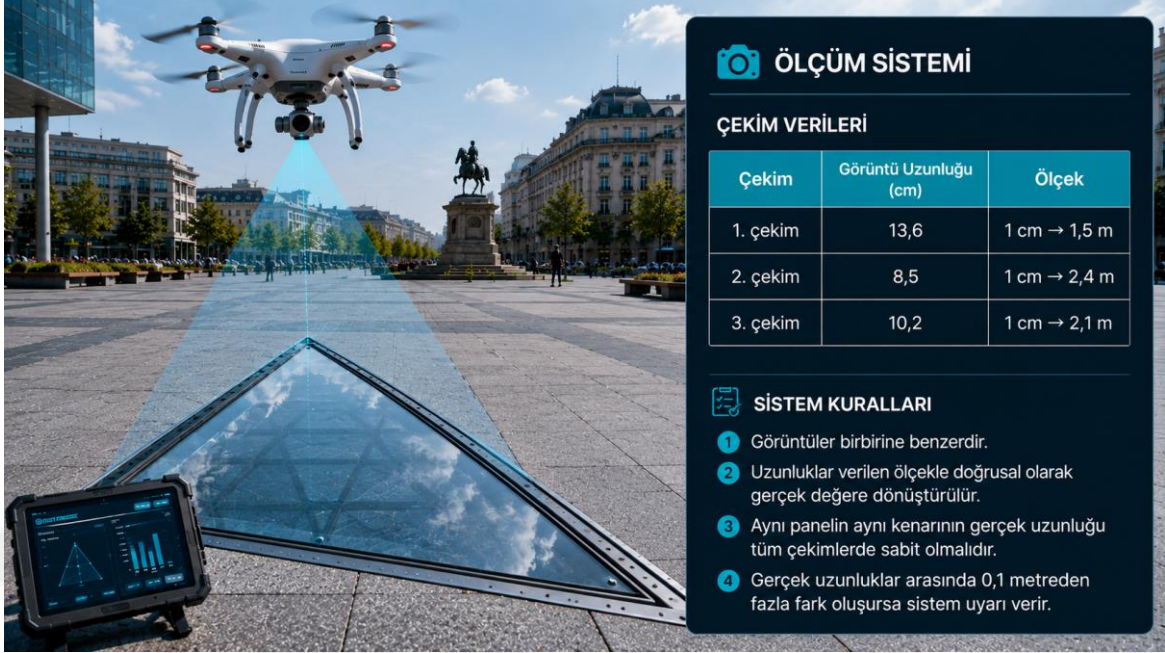 ÖLÇÜM SİSTEMİ
ÇEKİM VERİLERİ
Çekim
Görüntü Uzunluğu
(cm)
Ölçek
1. çekim 13,6 1 cm → 1,5 m
2. çekim 8,5 1 cm → 2,4 m
3. çekim 10,2 1 cm → 2,1 m
SİSTEM KURALLARI
1 Görüntüler birbirine benzerdir.
2 Uzunluklar verilen ölçekle doğrusal olarak
gerçek değere dönüştürülür.
3 Aynı panelin aynı kenarının gerçek uzunluğu
tüm çekimlerde sabit olmalıdır.
4 Gerçek uzunluklar arasında 0,1 metreden
fazla fark oluşursa sistem uyarı verir.